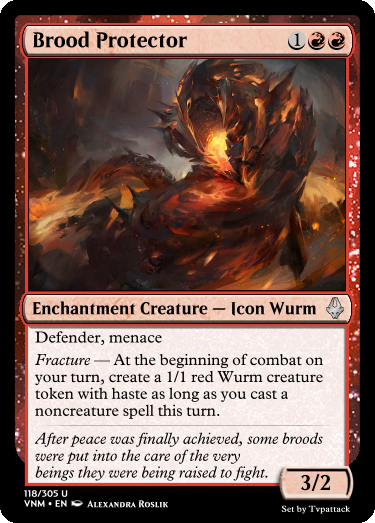 Brood Protector 1
Enchantment Creature — Icon Wurm
Defender, menace
Fracture — At the beginning of combat on
your turn, create a 1/1 red Wurm creature
token with haste as long as you cast a
noncreature spell this turn.
After peace was finally achieved, some broods
were put into the care of the very
beings they were being raised to fight.
3/2
118/305 U
VNM • EN Alexandra Roslik
Set by Tvpattack